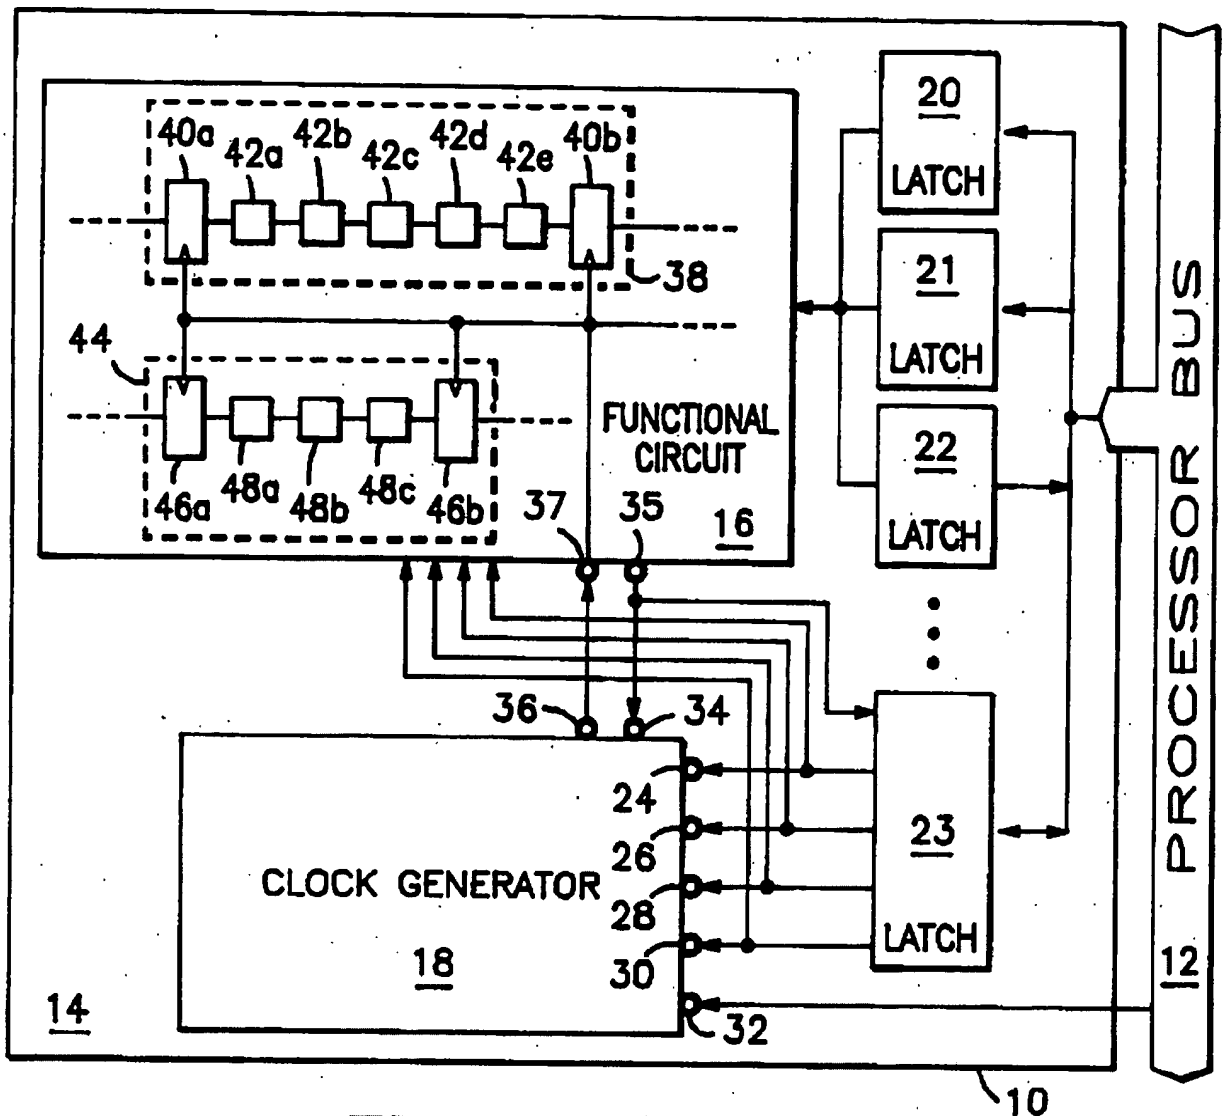 40a
42a
42b
42c
42d
42e
40b
38
44
46a
48a
48b
48c
46b
FUNCTIONAL
CIRCUIT
16
37
35
20
LATCH
21
LATCH
22
LATCH
23
LATCH
PROCESSOR BUS
12
36
34
24
26
28
30
32
CLOCK GENERATOR
18
14
10